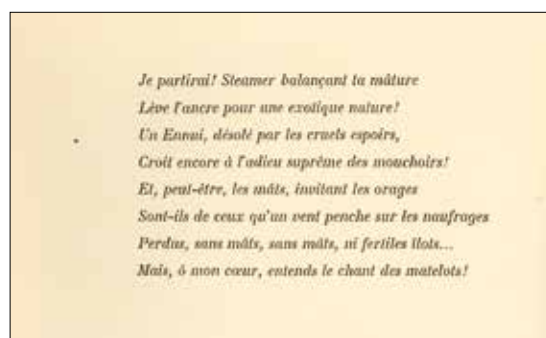 Je partirai! Steamer balançant ta mâture
Lève l'ancre pour une exotique nature!
Un Ennui, désolé par les cruels espoirs,
Croit encore à l'adieu suprême des mouchoirs!
Et, peut-être, les mâts, invitant les orages
Sont-ils de ceux qu'un vent penche sur les naufrages
Perdus, sans mâts, sans mâts, ni fertiles îlots...
Mais, ô mon cœur, entends le chant des matelots!